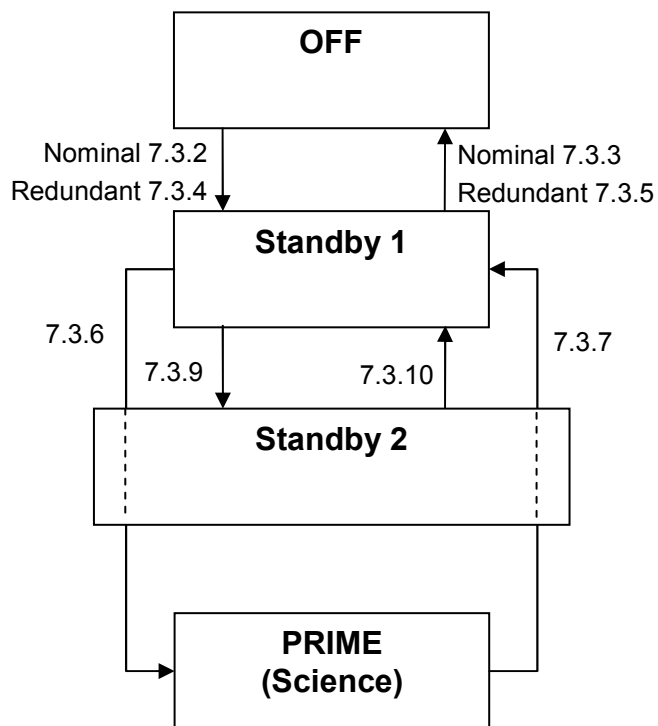 OFF
Nominal 7.3.2
Redundant 7.3.4
Nominal 7.3.3
Redundant 7.3.5
Standby 1
7.3.6
7.3.9
7.3.10
7.3.7
Standby 2
PRIME
(Science)